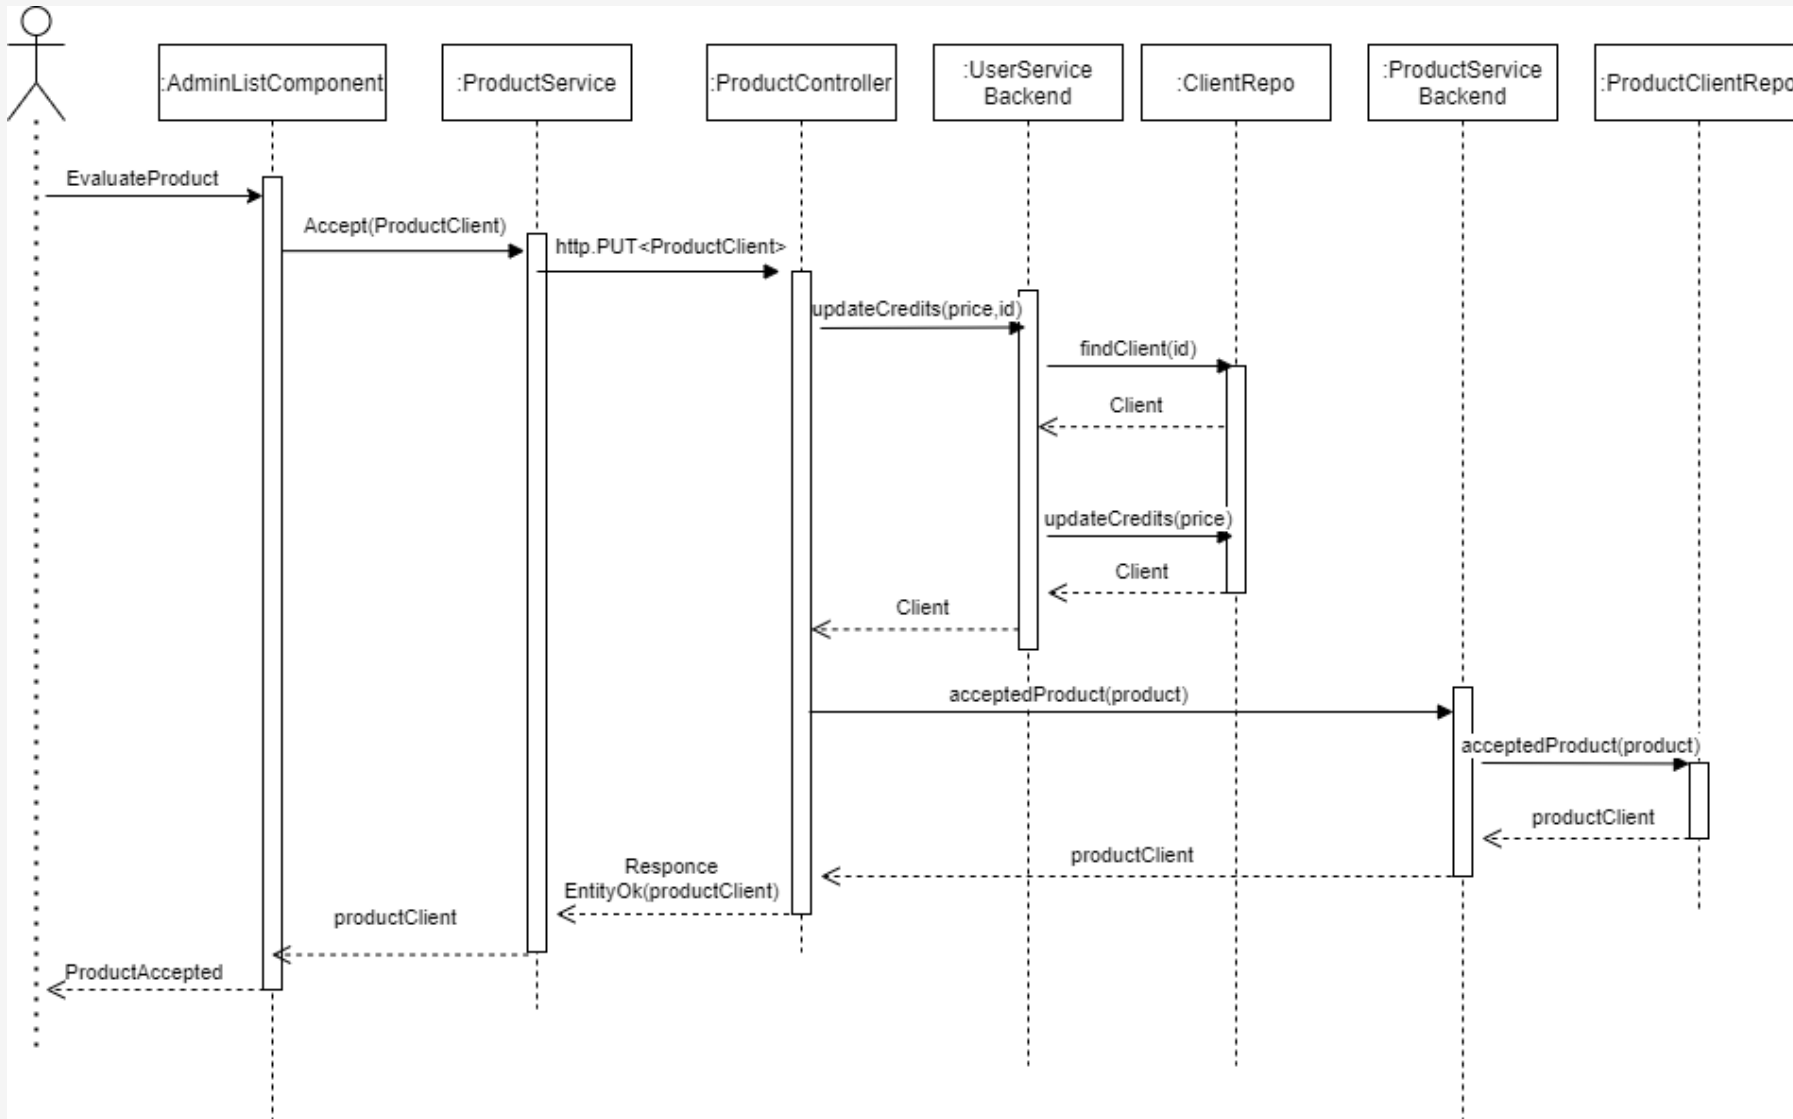 :AdminListComponent
:ProductService
:ProductController
:UserService
Backend
:ClientRepo
:ProductService
Backend
:ProductClientRepo
EvaluateProduct
Accept(ProductClient)
http.PUT<ProductClient>
updateCredits(price,id)
findClient(id)
Client
updateCredits(price)
Client
Client
acceptedProduct(product)
acceptedProduct(product)
productClient
productClient
Responce
EntityOk(productClient)
productClient
ProductAccepted